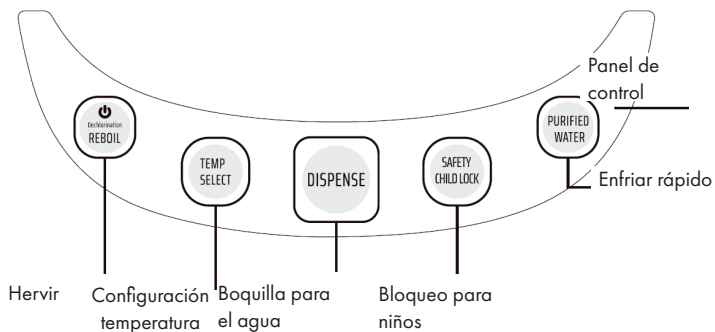 Panel de
control
Dechlorination
REBOIL
TEMP
SELECT
DISPENSE
SAFETY
CHILD LOCK
PURIFIED
WATER
Enfriar rápido
Hervir
Configuración
temperatura
Boquilla para
el agua
Bloqueo para
niños